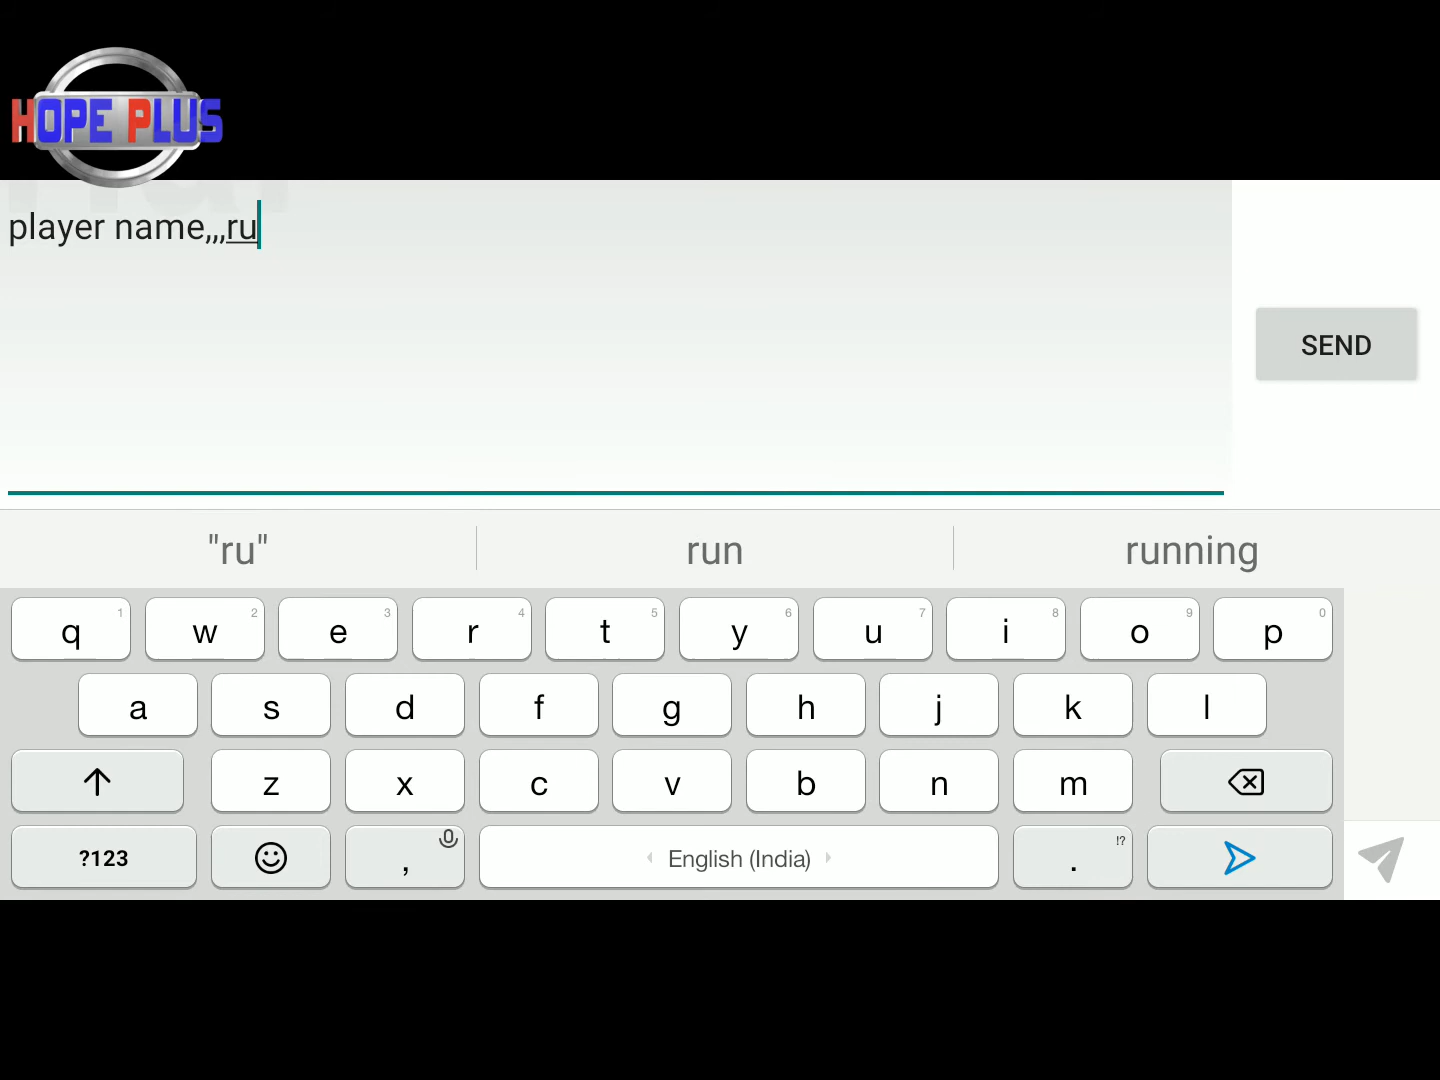 HOPE PLUS
player name,,,ru
SEND
"ru" run running
q 1 w 2 e 3 r 4 t 5 y 6 u 7 i 8 o 9 p 0
a s d f g h j k l
z x c v b n m
?123 , English (India) . !?